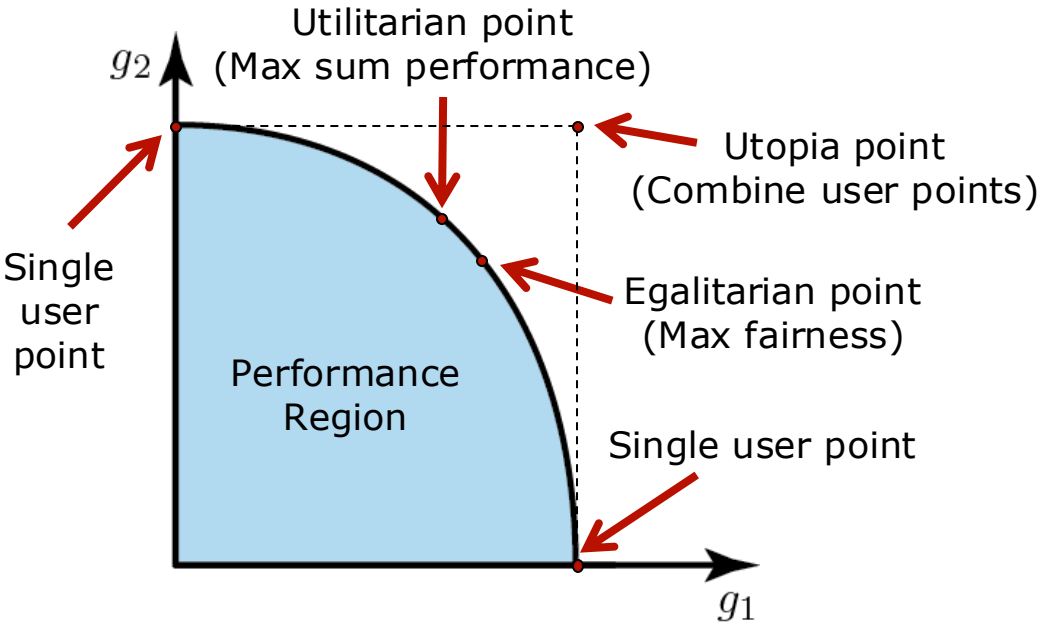 Utilitarian point
(Max sum performance)
g₂
Utopia point
(Combine user points)
Single
user
point
Egalitarian point
(Max fairness)
Performance
Region
Single user point
g₁